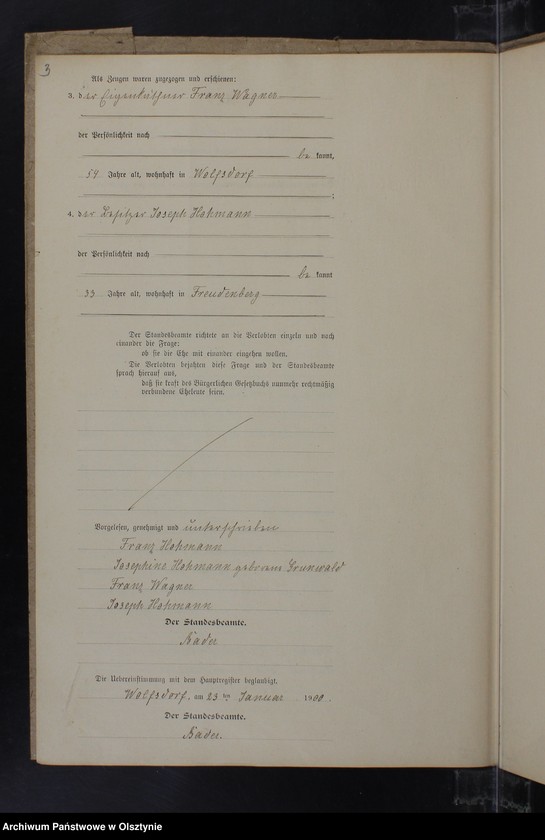 3
Als Zeugen waren zugezogen und erschienen:
3. der Eigenkäthner Franz Wagner
der Persönlichkeit nach
be kannt,
59 Jahre alt, wohnhaft in Wolfsdorf
;
4. der Besitzer Joseph Hohmann
der Persönlichkeit nach
be kannt
33 Jahre alt, wohnhaft in Freudenberg
Der Standesbeamte richtete an die Verlobten einzeln und nach
einander die Frage:
ob sie die Ehe mit einander eingehen wollen.
Die Verlobten bejahten diese Frage und der Standesbeamte
sprach hierauf aus,
daß sie kraft des Bürgerlichen Gesetzbuchs nunmehr rechtmäßig
verbundene Eheleute seien.
Vorgelesen, genehmigt und unterschrieben
Franz Hohmann
Josephine Hohmann geborene Grunwald
Franz Wagner
Joseph Hohmann
Der Standesbeamte.
Bader
Die Uebereinstimmung mit dem Hauptregister beglaubigt.
Wolfsdorf, am 23 ten Januar 1900.
Der Standesbeamte.
Bader.
Archiwum Państwowe w Olsztynie